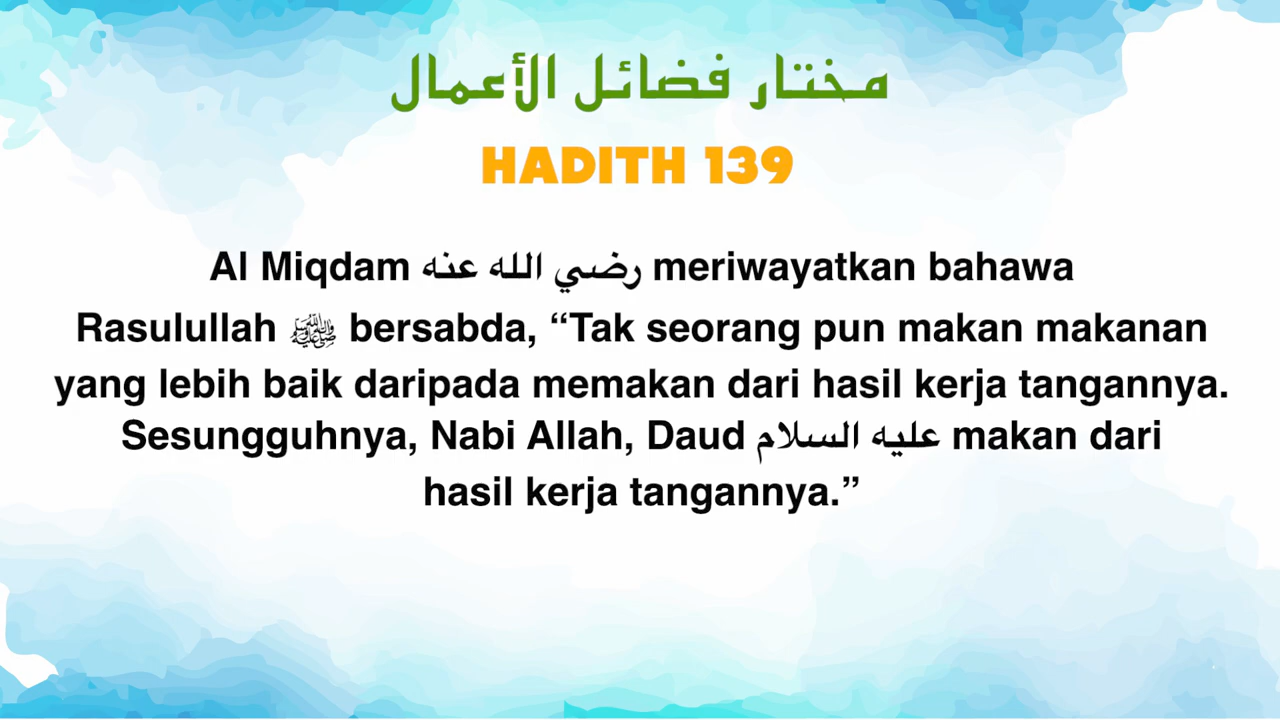 مختار فضائل الأعمال
HADITH 139
Al Miqdam رضي الله عنه meriwayatkan bahawa
Rasulullah ﷺ bersabda, “Tak seorang pun makan makanan
yang lebih baik daripada memakan dari hasil kerja tangannya.
Sesungguhnya, Nabi Allah, Daud عليه السلام makan dari
hasil kerja tangannya.”